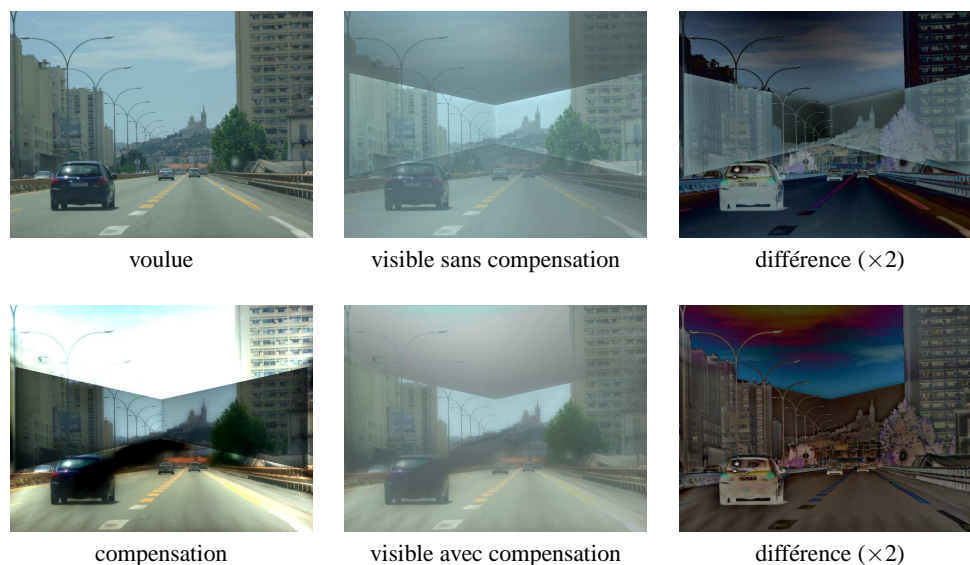 voulue
visible sans compensation
différence (×2)
compensation
visible avec compensation
différence (×2)